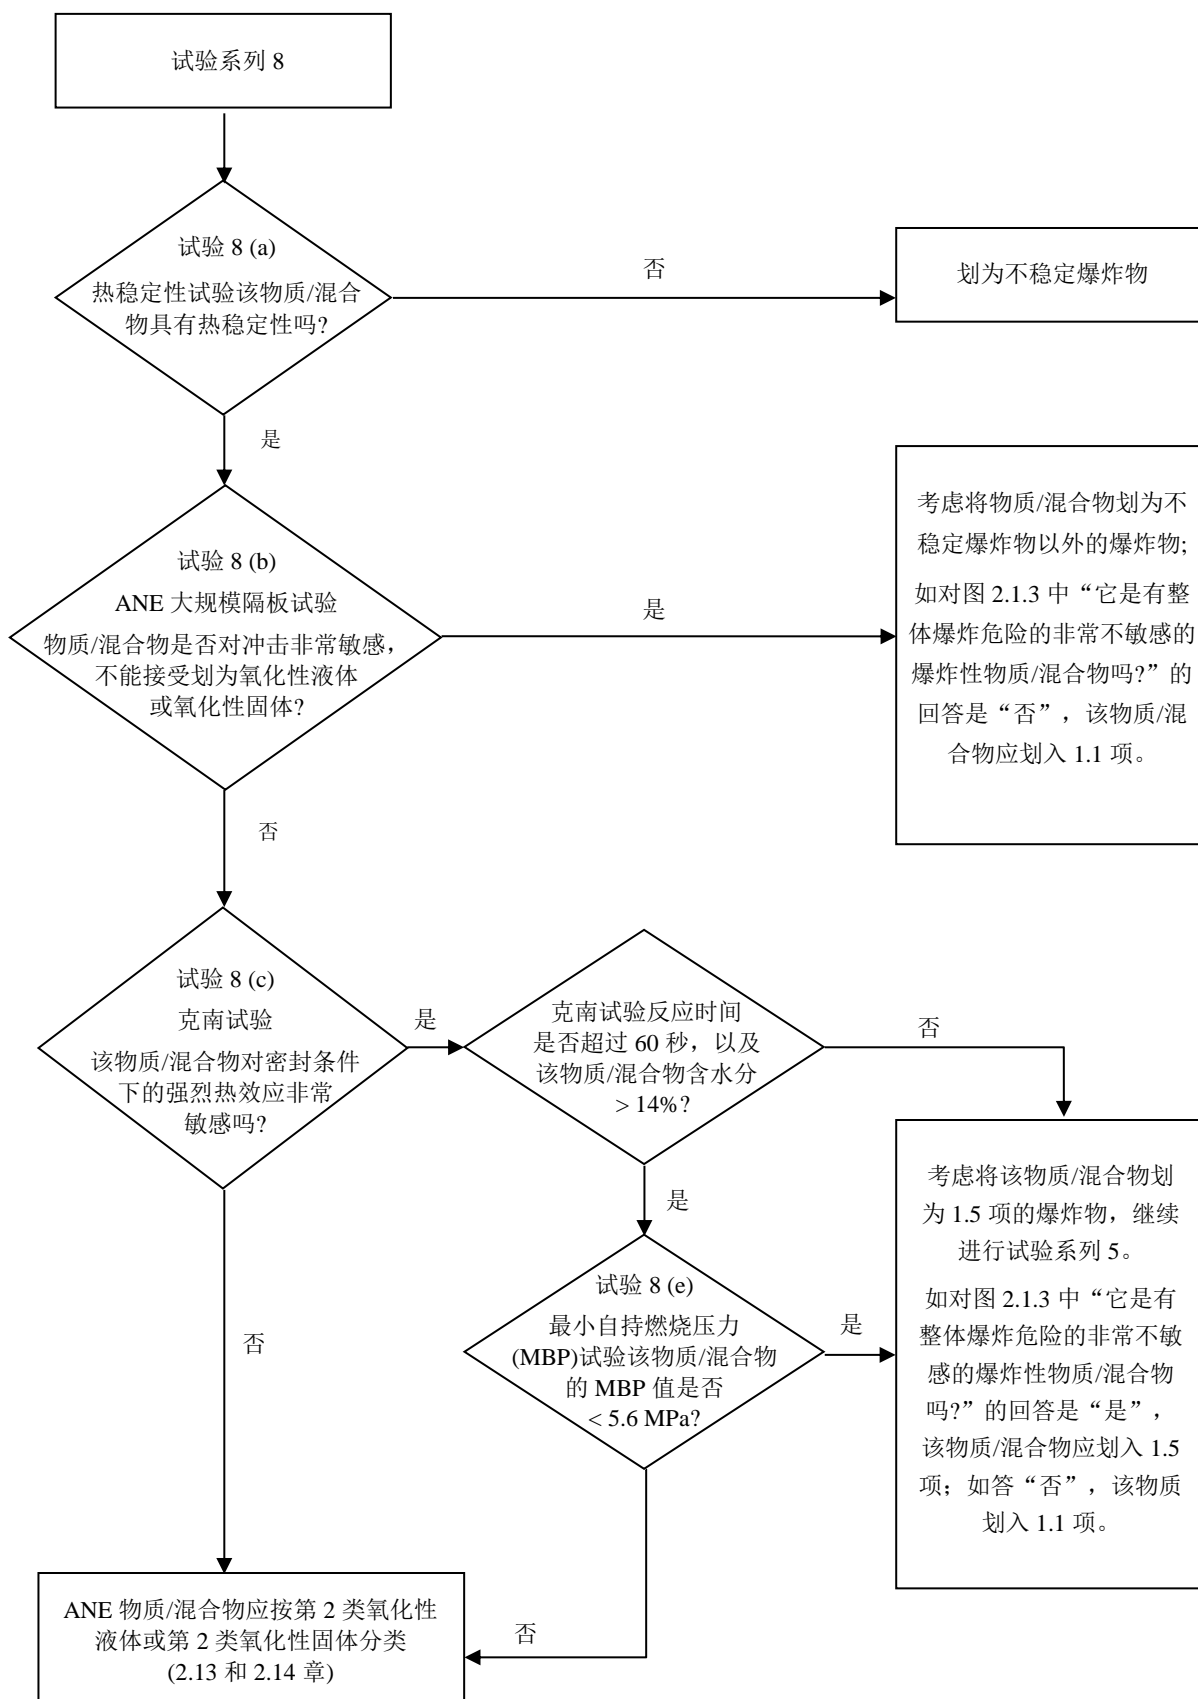 试验系列 8
试验 8 (a)
热稳定性试验该物质/混合
物具有热稳定性吗?
否
划为不稳定爆炸物
是
试验 8 (b)
ANE 大规模隔板试验
物质/混合物是否对冲击非常敏感，
不能接受划为氧化性液体
或氧化性固体?
是
考虑将物质/混合物划为不
稳定爆炸物以外的爆炸物;
如对图 2.1.3 中“它是有整
体爆炸危险的非常不敏感的
爆炸性物质/混合物吗?”的
回答是“否”，该物质/混
合物应划入 1.1 项。
否
试验 8 (c)
克南试验
该物质/混合物对密封条件
下的强烈热效应非常
敏感吗?
是
克南试验反应时间
是否超过 60 秒，以及
该物质/混合物含水分
> 14%?
否
是
试验 8 (e)
最小自持燃烧压力
(MBP)试验该物质/混合物
的 MBP 值是否
< 5.6 MPa?
是
考虑将该物质/混合物划
为 1.5 项的爆炸物，继续
进行试验系列 5。
如对图 2.1.3 中“它是有
整体爆炸危险的非常不敏
感的爆炸性物质/混合物
吗?”的回答是“是”，
该物质/混合物应划入 1.5
项；如答“否”，该物质
划入 1.1 项。
否
否
ANE 物质/混合物应按第 2 类氧化性
液体或第 2 类氧化性固体分类
(2.13 和 2.14 章)